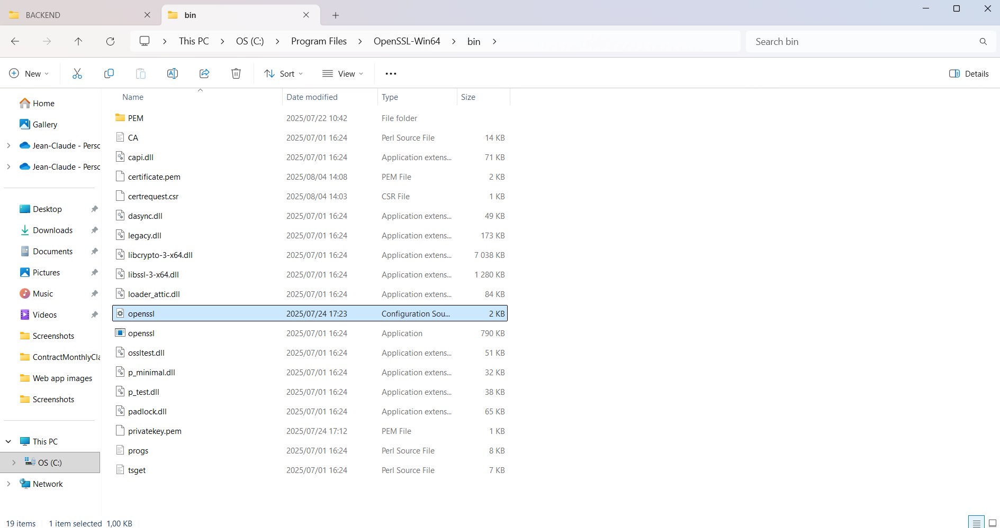 BACKEND
bin
This PC
OS (C:)
Program Files
OpenSSL-Win64
bin
Search bin
New
Sort
View
Details
Home
Gallery
Jean-Claude - Persc
Jean-Claude - Persc
Desktop
Downloads
Documents
Pictures
Music
Videos
Screenshots
ContractMonthlyCla
Web app images
Screenshots
This PC
OS (C:)
Network
Name Date modified Type Size
PEM 2025/07/22 10:42 File folder
CA 2025/07/01 16:24 Perl Source File 14 KB
capi.dll 2025/07/01 16:24 Application extens... 71 KB
certificate.pem 2025/08/04 14:08 PEM File 2 KB
certrequest.csr 2025/08/04 14:03 CSR File 1 KB
dasync.dll 2025/07/01 16:24 Application extens... 49 KB
legacy.dll 2025/07/01 16:24 Application extens... 173 KB
libcrypto-3-x64.dll 2025/07/01 16:24 Application extens... 7 038 KB
libssl-3-x64.dll 2025/07/01 16:24 Application extens... 1 280 KB
loader_attic.dll 2025/07/01 16:24 Application extens... 84 KB
openssl 2025/07/24 17:23 Configuration Sou... 2 KB
openssl 2025/07/01 16:24 Application 790 KB
ossltest.dll 2025/07/01 16:24 Application extens... 51 KB
p_minimal.dll 2025/07/01 16:24 Application extens... 32 KB
p_test.dll 2025/07/01 16:24 Application extens... 38 KB
padlock.dll 2025/07/01 16:24 Application extens... 65 KB
privatekey.pem 2025/07/24 17:12 PEM File 1 KB
progs 2025/07/01 16:24 Perl Source File 8 KB
tsget 2025/07/01 16:24 Perl Source File 7 KB
19 items 1 item selected 1,00 KB